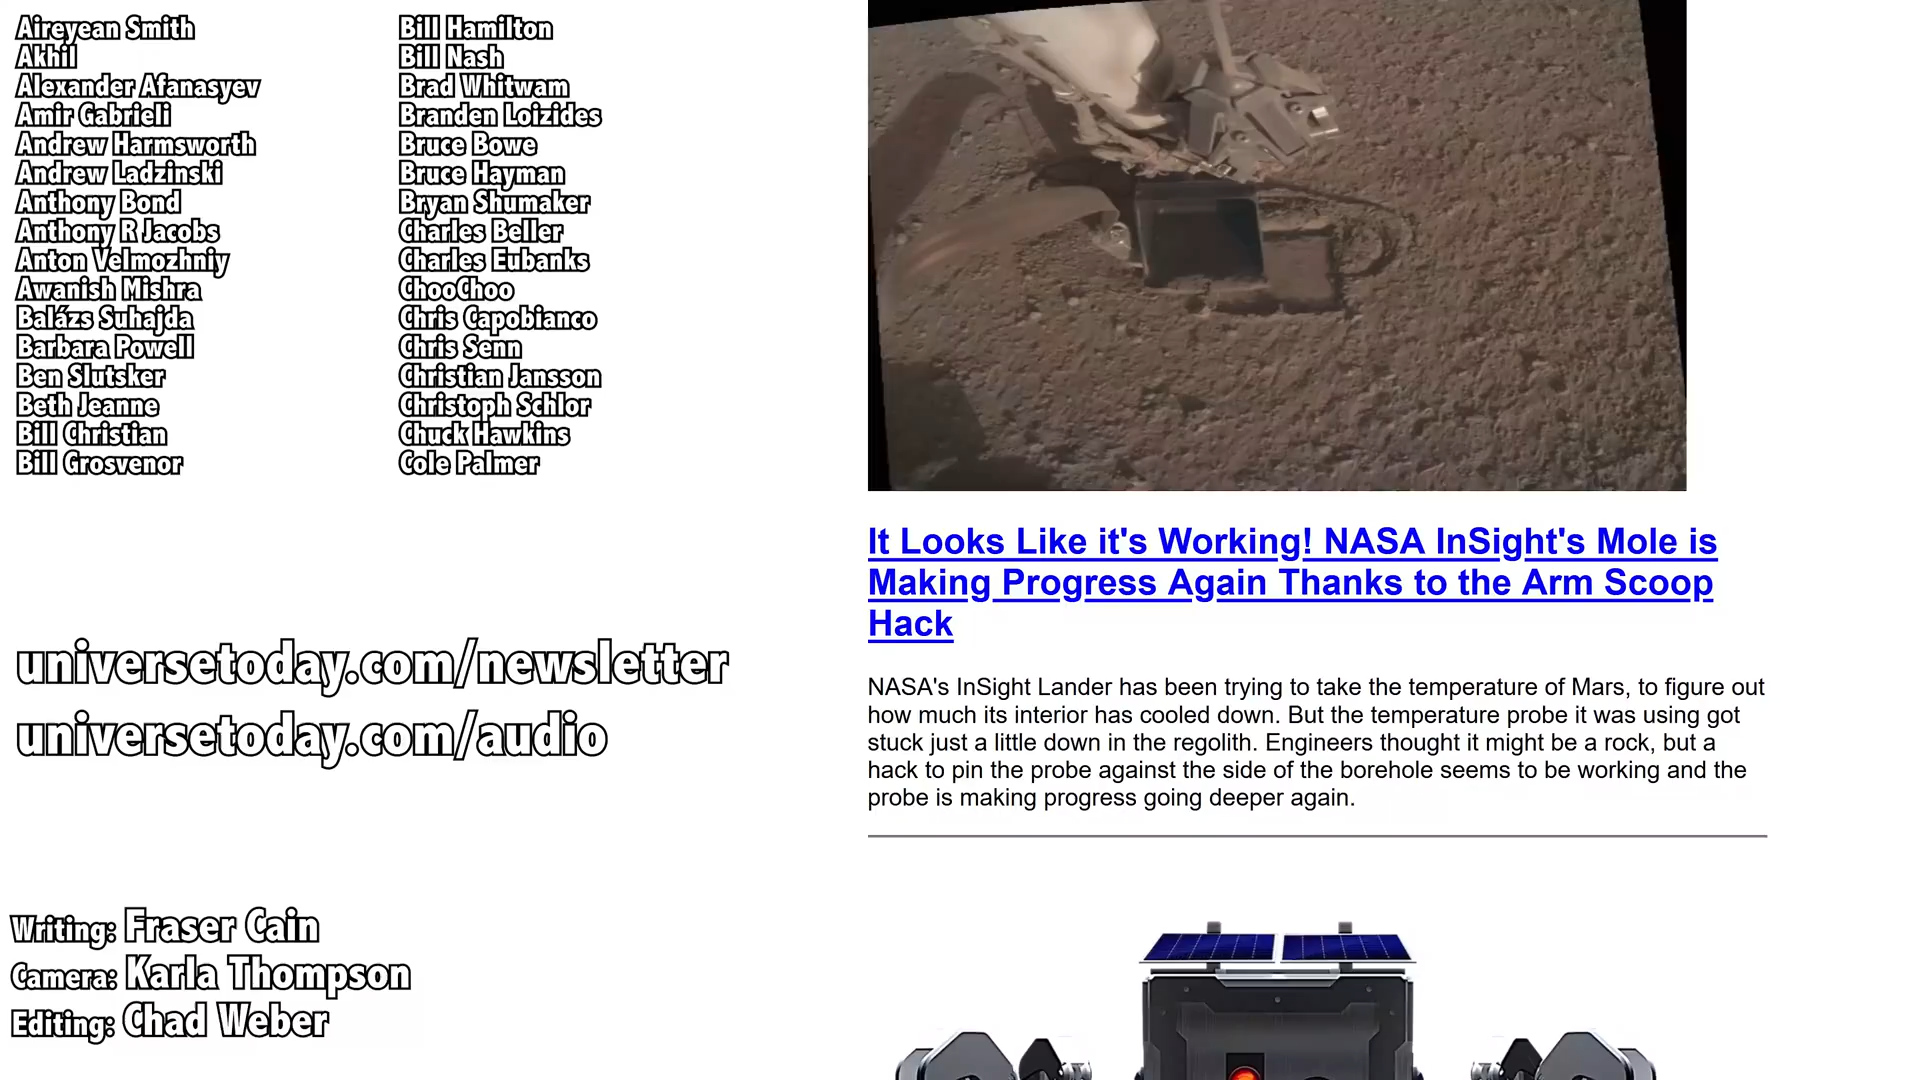 Aireyean Smith
Akhil
Alexander Afanasyev
Amir Gabrieli
Andrew Harmsworth
Andrew Ladzinski
Anthony Bond
Anthony R Jacobs
Anton Velmozhniy
Awanish Mishra
Balázs Suhajda
Barbara Powell
Ben Slutsker
Beth Jeanne
Bill Christian
Bill Grosvenor
Bill Hamilton
Bill Nash
Brad Whitwam
Branden Loizides
Bruce Bowe
Bruce Hayman
Bryan Shumaker
Charles Beller
Charles Eubanks
ChooChoo
Chris Capobianco
Chris Senn
Christian Jansson
Christoph Schlor
Chuck Hawkins
Cole Palmer
universetoday.com/newsletter
universetoday.com/audio
Writing: Fraser Cain
Camera: Karla Thompson
Editing: Chad Weber
It Looks Like it's Working! NASA InSight's Mole is
Making Progress Again Thanks to the Arm Scoop
Hack
NASA's InSight Lander has been trying to take the temperature of Mars, to figure out
how much its interior has cooled down. But the temperature probe it was using got
stuck just a little down in the regolith. Engineers thought it might be a rock, but a
hack to pin the probe against the side of the borehole seems to be working and the
probe is making progress going deeper again.